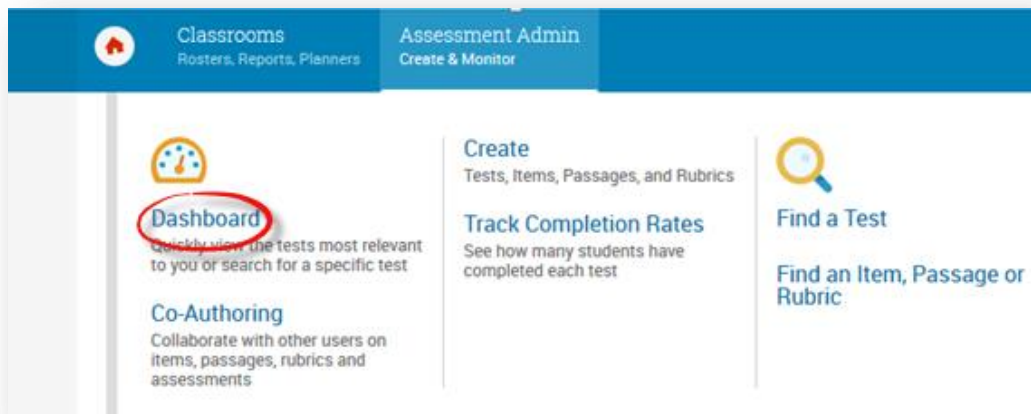 Classrooms
Rosters, Reports, Planners
Assessment Admin
Create & Monitor
Dashboard
Quickly view the tests most relevant
to you or search for a specific test
Co-Authoring
Collaborate with other users on
items, passages, rubrics and
assessments
Create
Tests, Items, Passages, and Rubrics
Track Completion Rates
See how many students have
completed each test
Find a Test
Find an Item, Passage or
Rubric